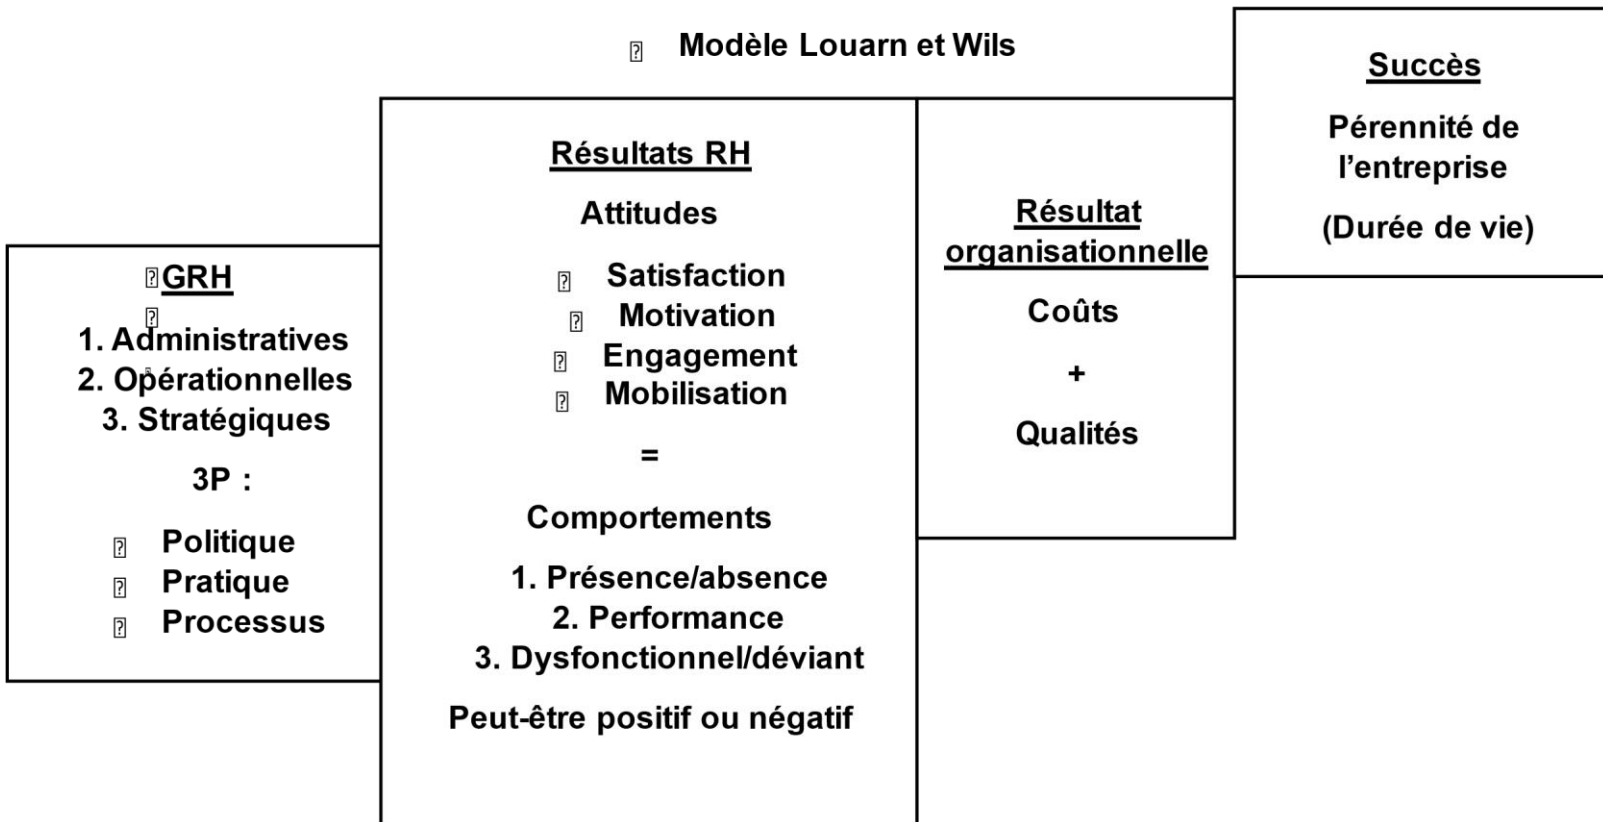 Modèle Louarn et Wils
GRH
1. Administratives
2. Opérationnelles
3. Stratégiques
3P :
Politique
Pratique
Processus
Résultats RH
Attitudes
Satisfaction
Motivation
Engagement
Mobilisation
=
Comportements
1. Présence/absence
2. Performance
3. Dysfonctionnel/déviant
Peut-être positif ou négatif
Résultat
organisationnelle
Coûts
+
Qualités
Succès
Pérennité de
l’entreprise
(Durée de vie)